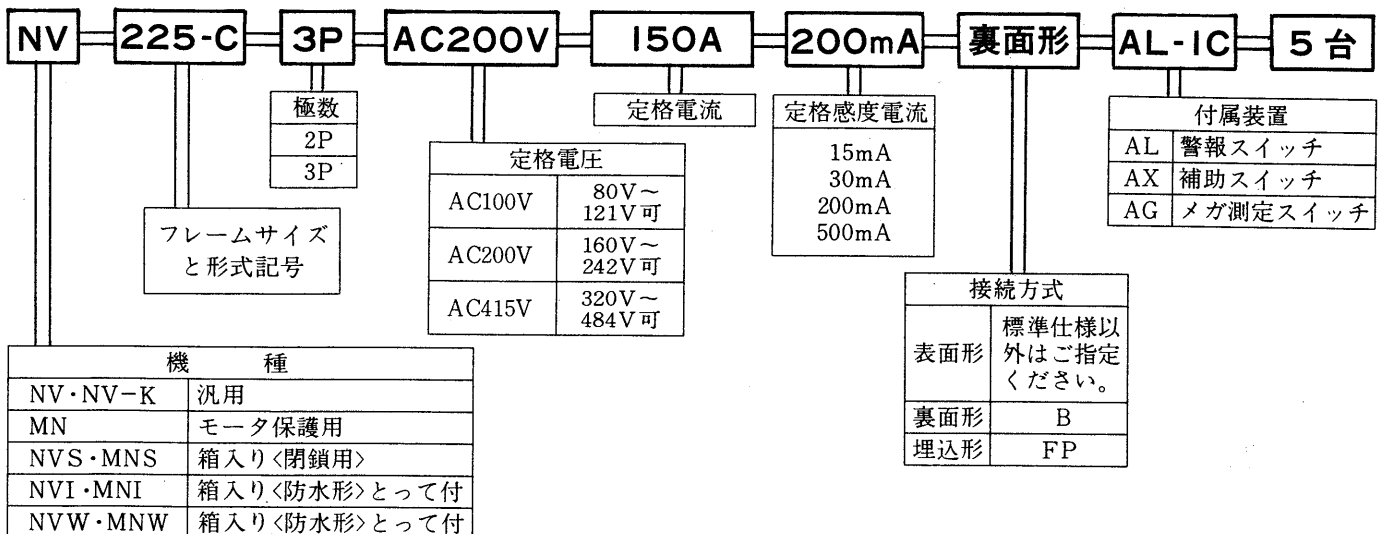 NV 225-C 3P AC200V 150A 200mA 裏面形 AL-1C 5台
極数
2P
3P
定格電流
定格感度電流
15mA
30mA
200mA
500mA
付属装置
AL 警報スイッチ
AX 補助スイッチ
AG メガ測定スイッチ
定格電圧
AC100V 80V～
121V可
AC200V 160V～
242V可
AC415V 320V～
484V可
フレームサイズ
と形式記号
接続方式
表面形 標準仕様以
外はご指定
ください。
裏面形 B
埋込形 FP
機種
NV・NV-K 汎用
MN モータ保護用
NVS・MNS 箱入り〈閉鎖用〉
NVI・MNI 箱入り〈防水形〉とって付
NVW・MNW 箱入り〈防水形〉とって付